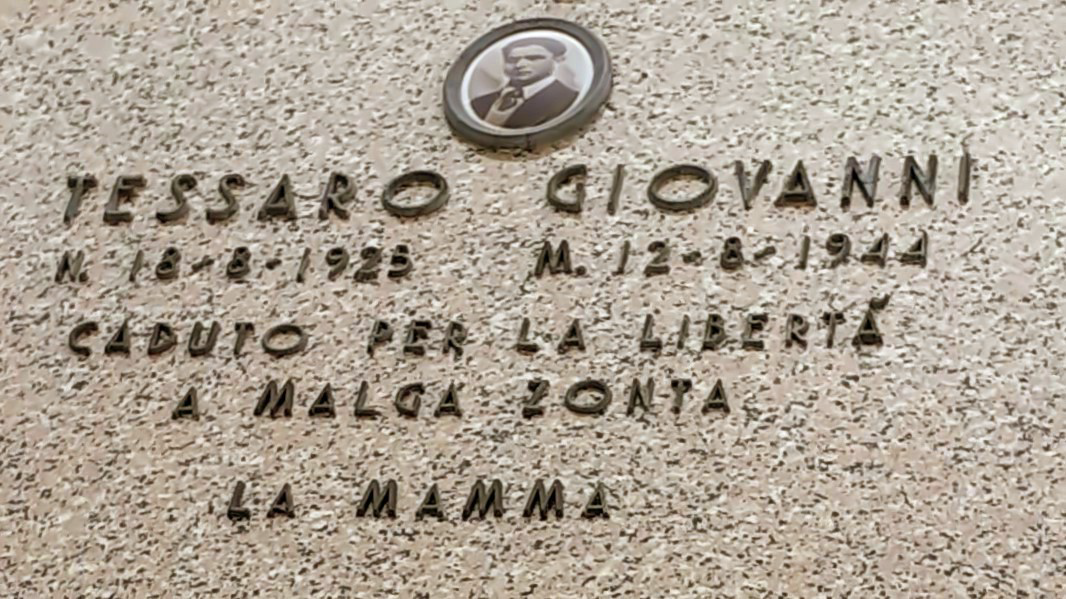 TESSARO GIOVANNI
N. 18-8-1925 M. 12-8-1944
CADUTO PER LA LIBERTÀ
A MALGA ZONTA
LA MAMMA